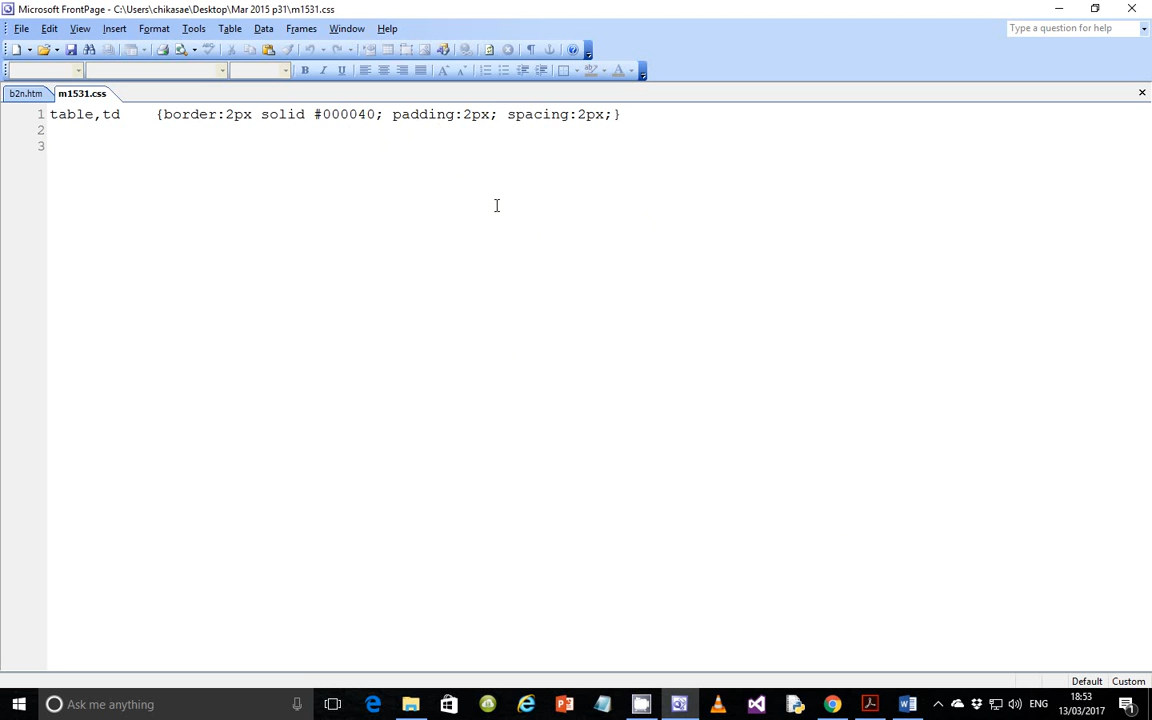 Microsoft FrontPage - C:\Users\chikasae\Desktop\Mar 2015 p31\m1531.css
File Edit View Insert Format Tools Table Data Frames Window Help
Type a question for help
B I U A A A
b2n.htm m1531.css
1 table,td {border:2px solid #000040; padding:2px; spacing:2px;}
2
3
Default Custom
Ask me anything
ENG
18:53
13/03/2017
1